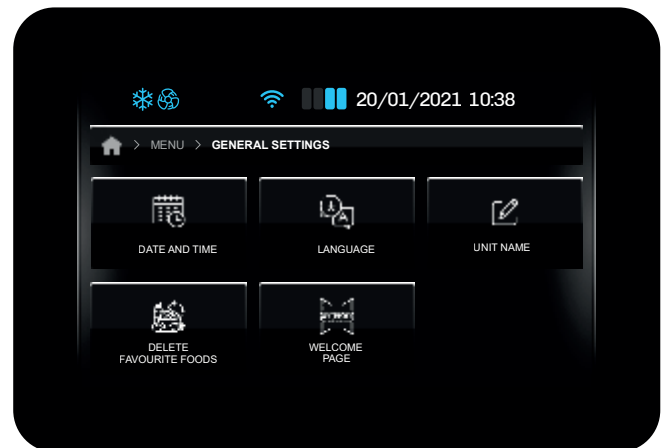 20/01/2021 10:38
> MENU > GENERAL SETTINGS
DATE AND TIME
LANGUAGE
UNIT NAME
DELETE
FAVOURITE FOODS
WELCOME
PAGE